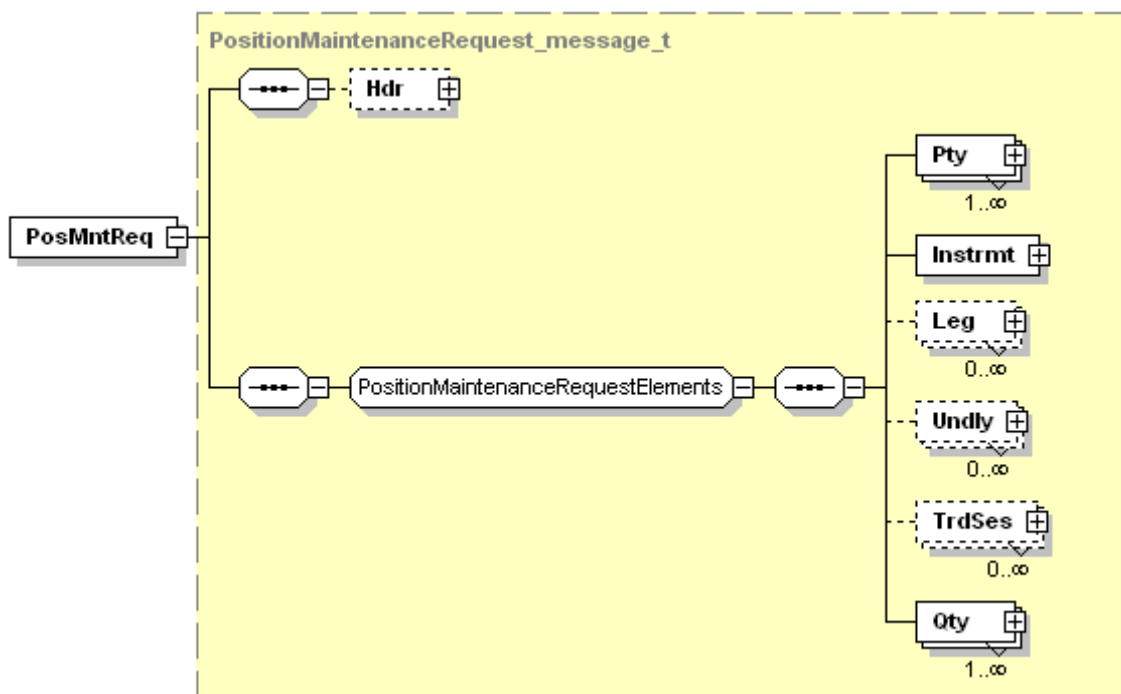 PositionMaintenanceRequest_message_t
Hdr
Pty
1..∞
PosMntReq
Instrmt
Leg
0..∞
PositionMaintenanceRequestElements
Undly
0..∞
TrdSes
0..∞
Qty
1..∞